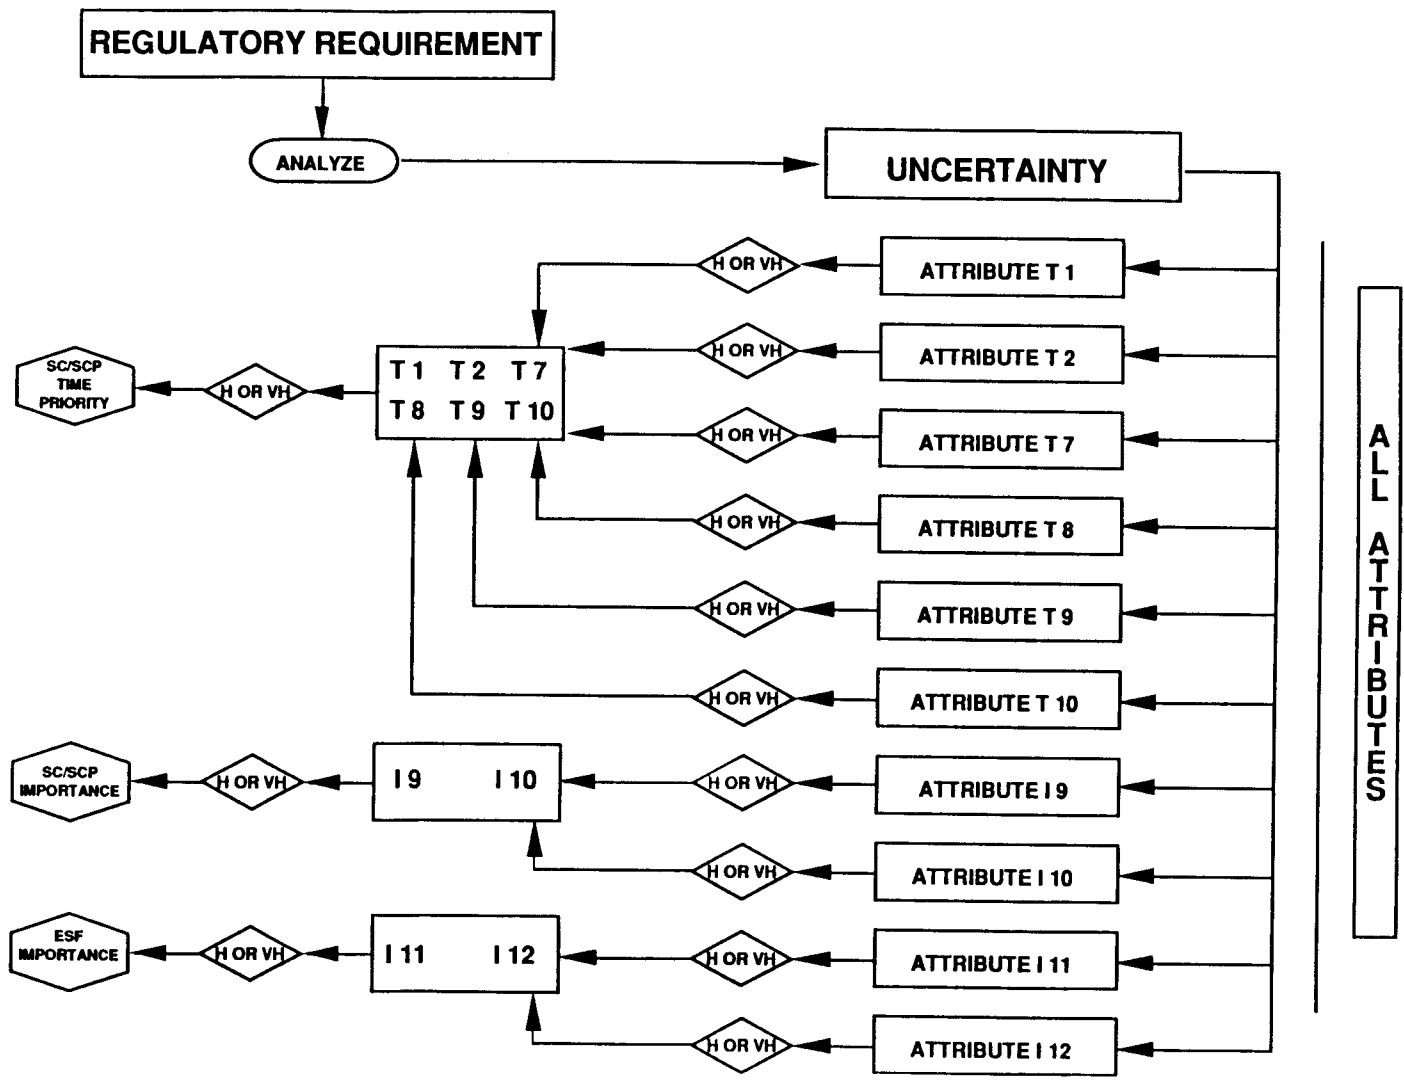 REGULATORY REQUIREMENT
ANALYZE
UNCERTAINTY
H OR VH
ATTRIBUTE T 1
H OR VH
ATTRIBUTE T 2
SC/SCP
TIME
PRIORITY
H OR VH
T 1 T 2 T 7
T 8 T 9 T 10
H OR VH
ATTRIBUTE T 7
H OR VH
ATTRIBUTE T 8
H OR VH
ATTRIBUTE T 9
H OR VH
ATTRIBUTE T 10
SC/SCP
IMPORTANCE
H OR VH
I 9 I 10
H OR VH
ATTRIBUTE I 9
H OR VH
ATTRIBUTE I 10
ESF
IMPORTANCE
H OR VH
I 11 I 12
H OR VH
ATTRIBUTE I 11
H OR VH
ATTRIBUTE I 12
ALL ATTRIBUTES